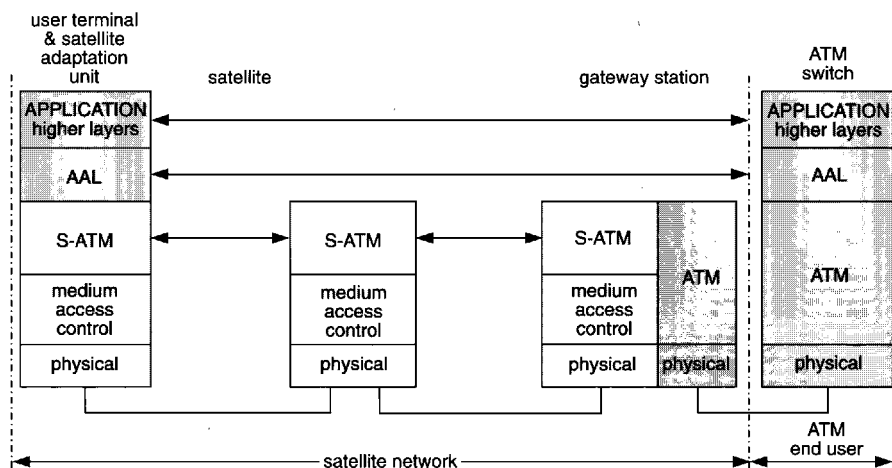 user terminal
& satellite
adaptation
unit
satellite
gateway station
ATM
switch
APPLICATION
higher layers
APPLICATION
higher layers
AAL
AAL
S-ATM
S-ATM
S-ATM
ATM
ATM
medium
access
control
medium
access
control
medium
access
control
physical
physical
physical
physical
physical
satellite network
ATM
end user